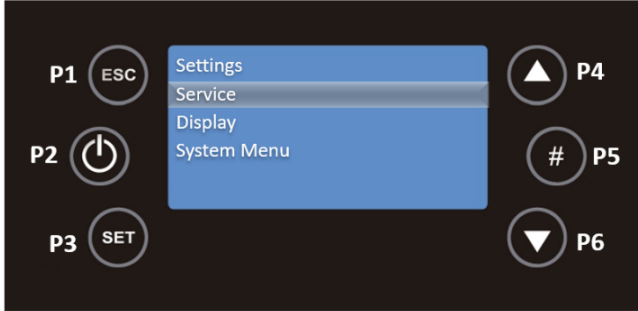 P1 ESC
Settings
P4
Service
Display
P2
# P5
System Menu
P3 SET
P6